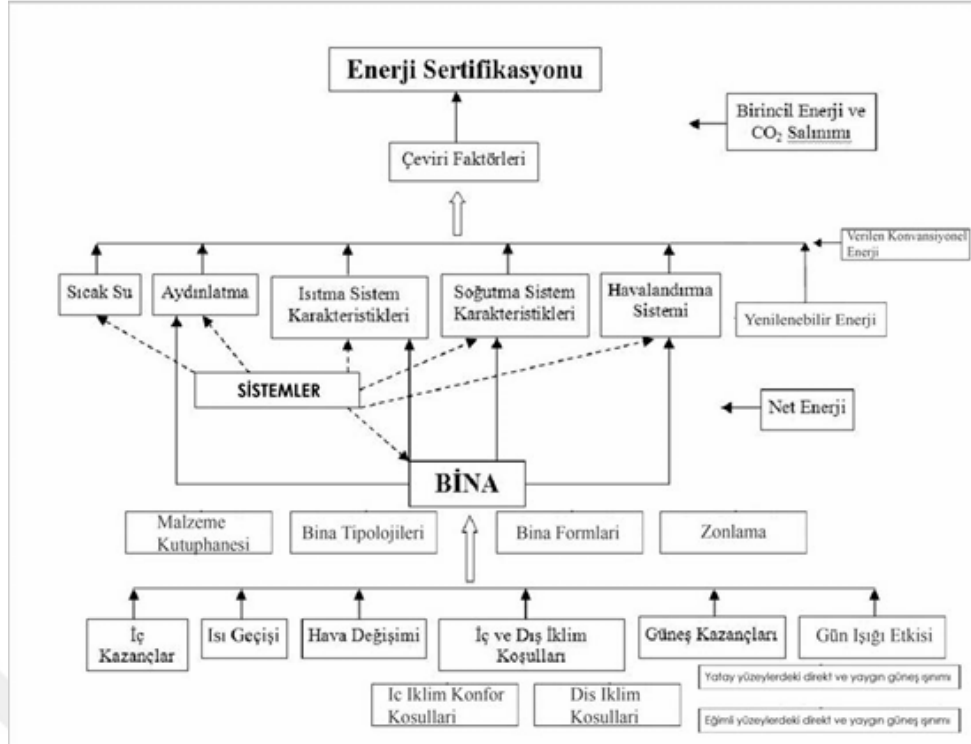 Enerji Sertifikasyonu
Birincil Enerji ve
CO₂ Salınımı
Çeviri Faktörleri
Verilen Konvansiyonel
Enerji
Sıcak Su
Aydınlatma
Isıtma Sistem
Karakteristikleri
Soğutma Sistem
Karakteristikleri
Havalandırma
Sistemi
Yenilenebilir Enerji
SİSTEMLER
Net Enerji
BİNA
Malzeme
Kutuphanesi
Bina Tipolojileri
Bina Formlari
Zonlama
İç
Kazançlar
Isı Geçişi
Hava Değişimi
İç ve Dış İklim
Koşulları
Güneş Kazançları
Gün Işığı Etkisi
Ic Iklim Konfor
Kosullari
Dis Iklim
Kosullari
Yatay yüzeylerdeki direkt ve yaygın güneş ışınımı
Eğimli yüzeylerdeki direkt ve yaygın güneş ışınımı